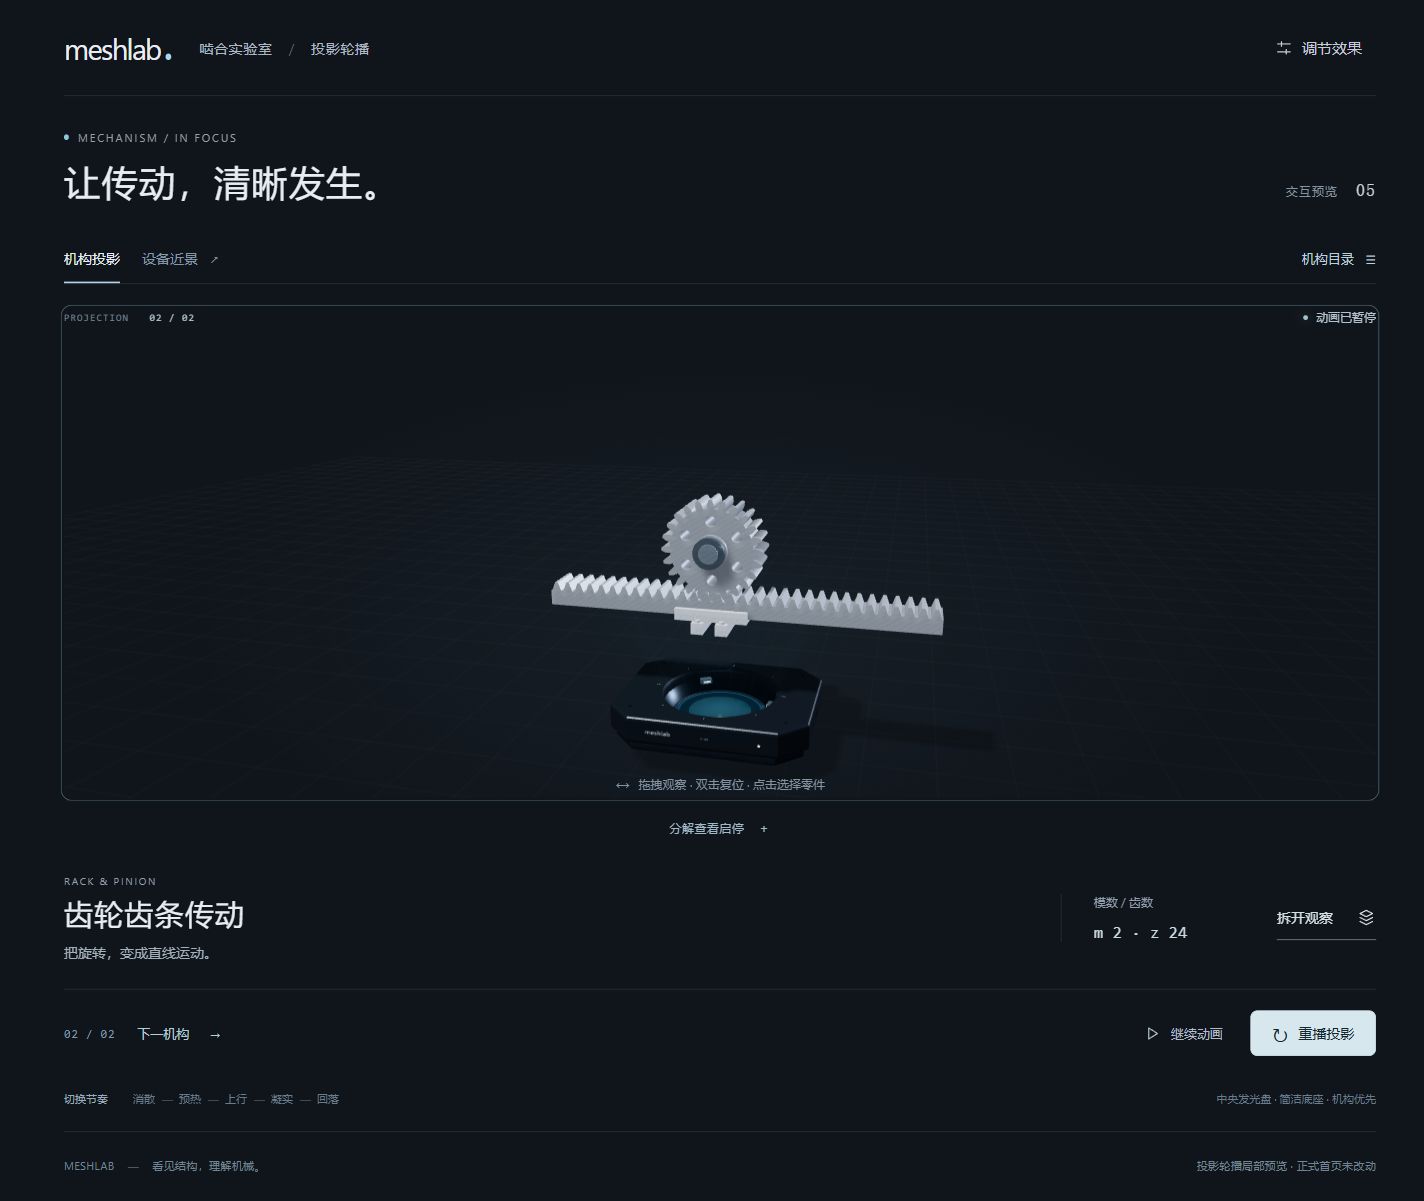 meshlab. 啮合实验室 / 投影轮播
调节效果
MECHANISM / IN FOCUS
让传动，清晰发生。
交互预览 05
机构投影 设备近景 ↗
机构目录 ☰
PROJECTION 02 / 02
动画已暂停
meshlab
↔ 拖拽观察 · 双击复位 · 点击选择零件
分解查看启停 +
RACK & PINION
齿轮齿条传动
把旋转，变成直线运动。
模数 / 齿数
m 2 · z 24
拆开观察
02 / 02 下一机构 →
继续动画
重播投影
切换节奏 消散 — 预热 — 上行 — 凝实 — 回落
中央发光盘 · 简洁底座 · 机构优先
MESHLAB — 看见结构，理解机械。
投影轮播局部预览 · 正式首页未改动